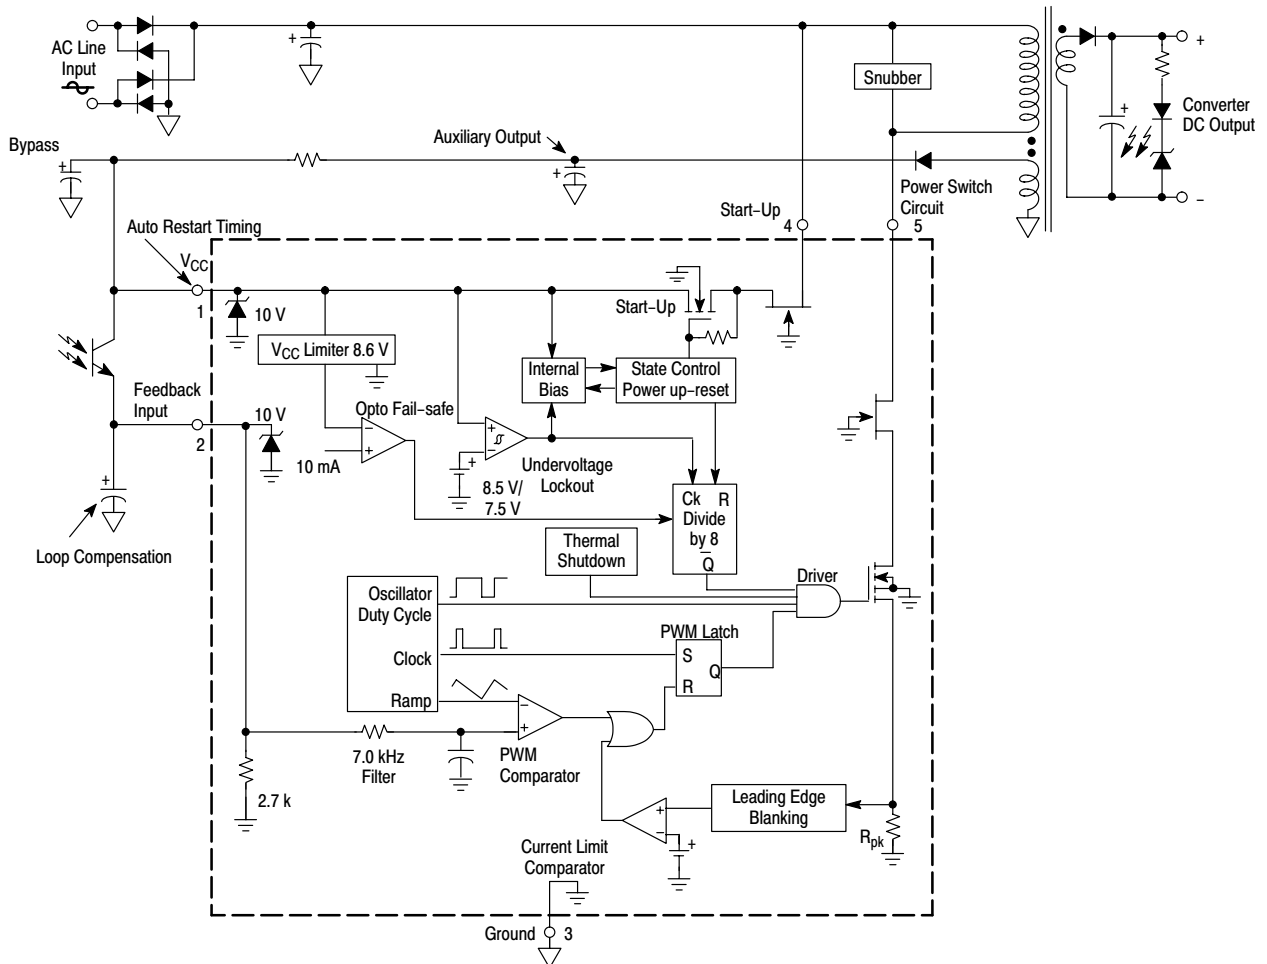 AC Line
Input
+
Snubber
+
+
Converter
DC Output
−
Bypass
+
Auxiliary Output
+
Power Switch
Circuit
Start−Up
4
5
Auto Restart Timing
VCC
1
10 V
Start−Up
VCC Limiter 8.6 V
Internal
Bias
State Control
Power up−reset
Feedback
Input
2
10 V
Opto Fail−safe
−
+
10 mA
+
−
+
Undervoltage
Lockout
8.5 V/
7.5 V
+
Loop Compensation
Ck R
Divide
by 8
Q
Thermal
Shutdown
Driver
Oscillator
Duty Cycle
Clock
Ramp
PWM Latch
S
Q
R
−
+
PWM
Comparator
7.0 kHz
Filter
2.7 k
Leading Edge
Blanking
+
−
+
Rpk
Current Limit
Comparator
Ground
3